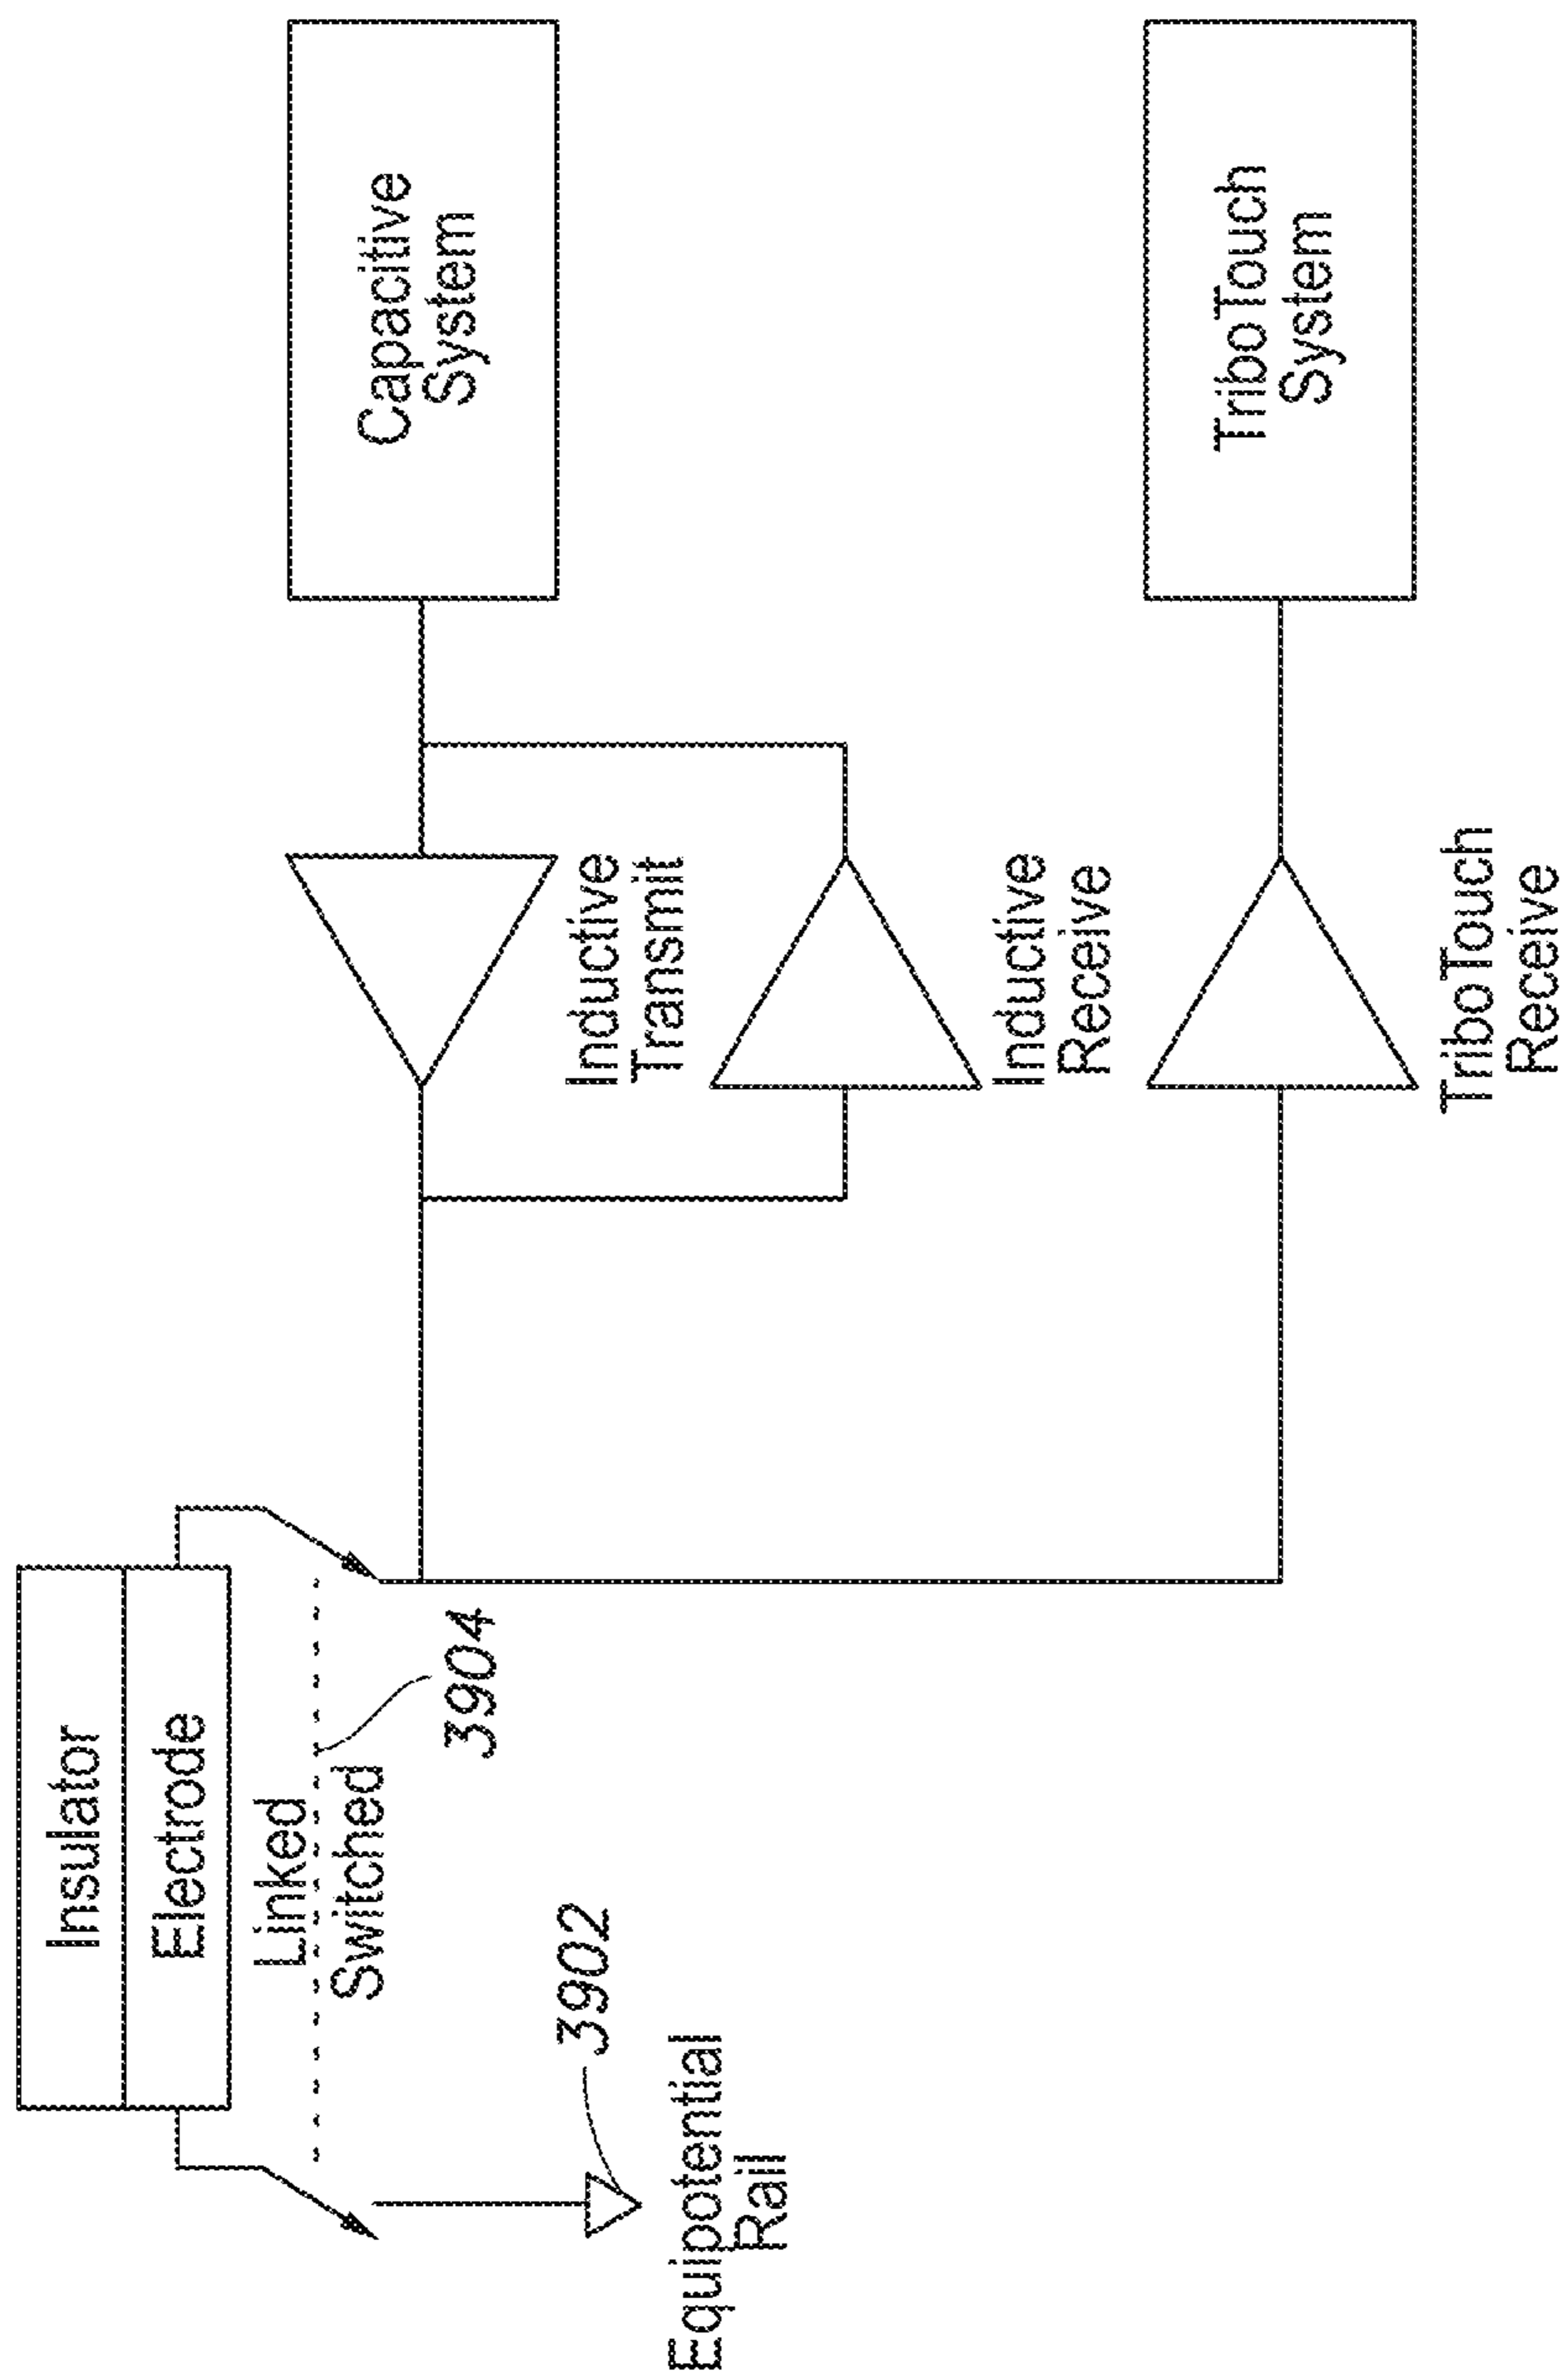 Insulator
Electrode
Linked
Switched
3904
3902
Equipotential
Rail
Inductive
Transmit
Inductive
Receive
TriboTouch
Receive
Capacitive
System
TriboTouch
System